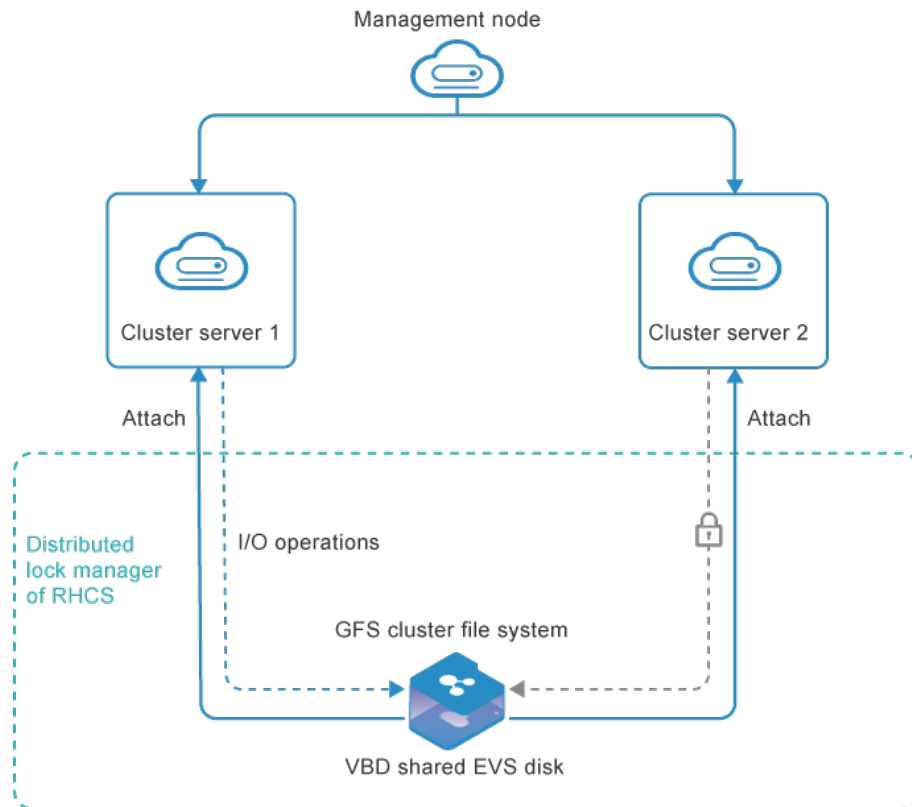 Management node
Cluster server 1
Cluster server 2
Attach
Attach
Distributed
lock manager
of RHCS
I/O operations
GFS cluster file system
VBD shared EVS disk